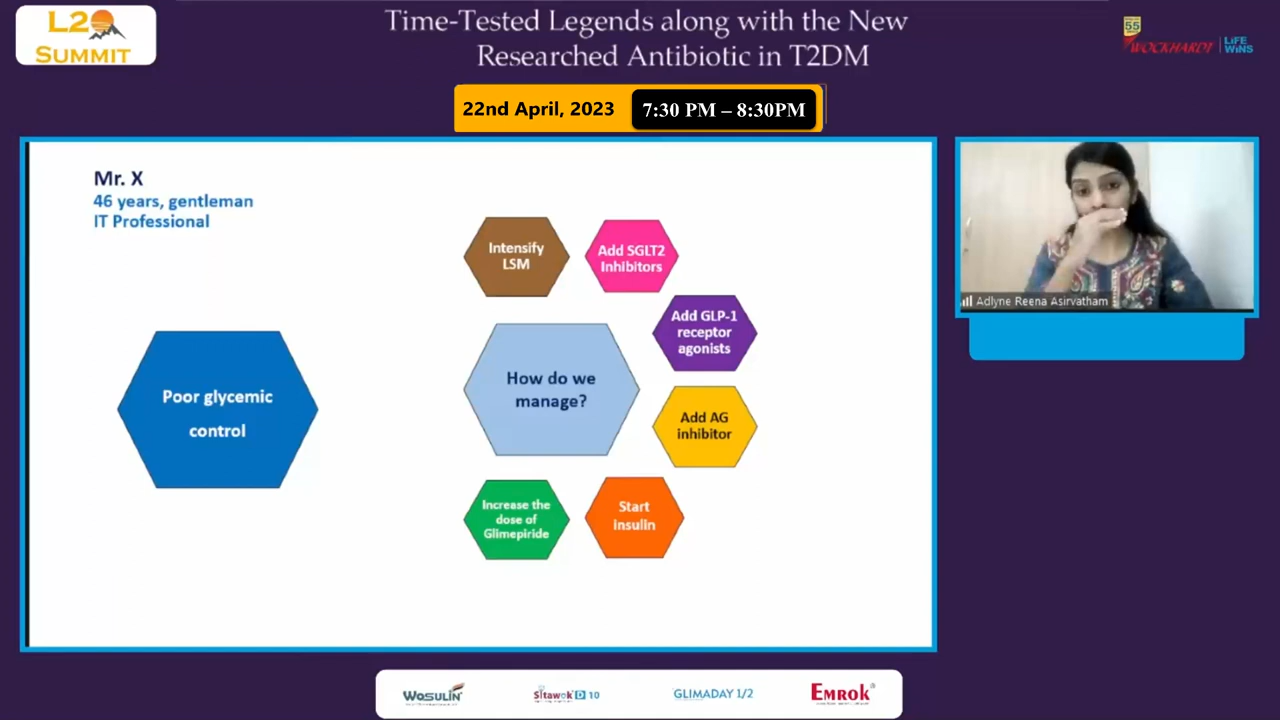 L20
SUMMIT
Time-Tested Legends along with the New
Researched Antibiotic in T2DM
55
WOCKHARDT
LIFE
WINS
22nd April, 2023
7:30 PM – 8:30PM
Mr. X
46 years, gentleman
IT Professional
Poor glycemic
control
How do we
manage?
Intensify
LSM
Add SGLT2
Inhibitors
Add GLP-1
receptor
agonists
Add AG
inhibitor
Start
insulin
Increase the
dose of
Glimepiride
Adlyne Reena Asirvatham
WOSULIN
Sitawok D 10
GLIMADAY 1/2
EMROK